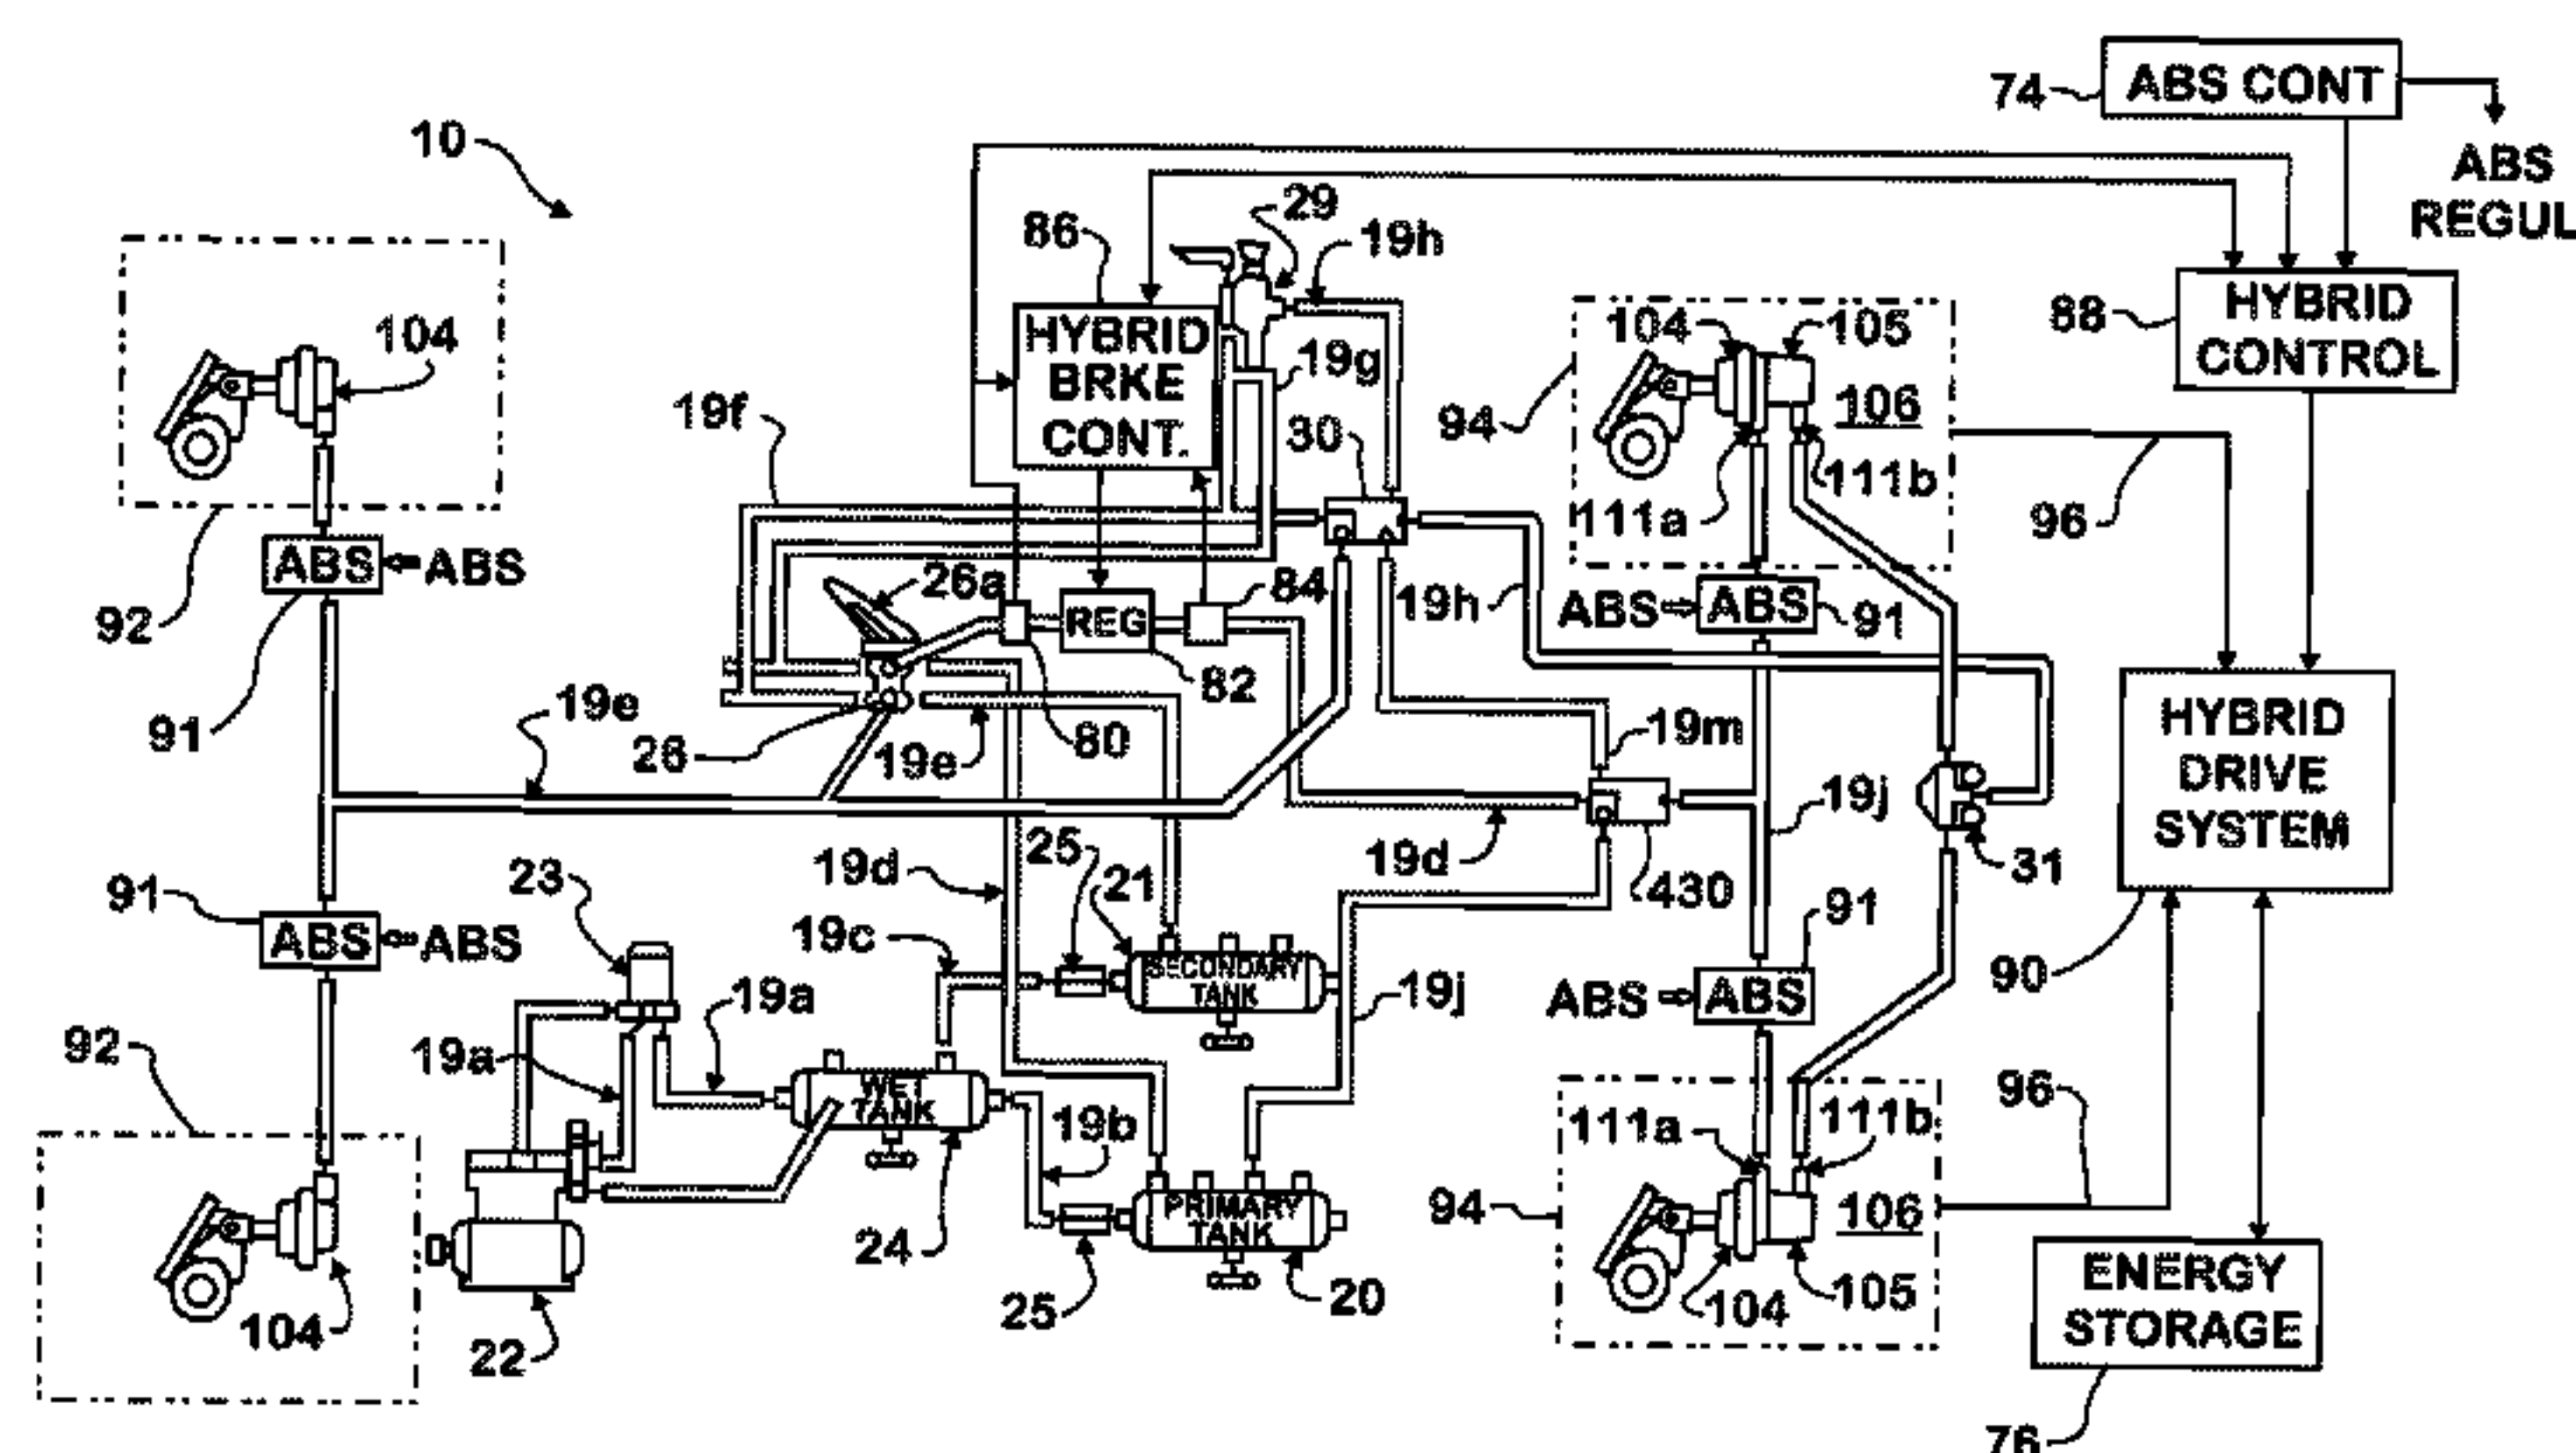 74
ABS CONT
ABS
REGUL
10
29
19h
86
HYBRID
BRKE
CONT.
88
HYBRID
CONTROL
104
104
105
19g
106
94
19f
30
111b
111a
96
92
ABS
ABS
26a
84
19h
ABS
ABS
91
REG
82
91
19e
28
19e
80
19m
HYBRID
DRIVE
SYSTEM
19j
19d
25
21
19d
430
31
91
ABS
ABS
23
19c
91
90
SECONDARY
TANK
19a
19j
ABS
ABS
92
19a
WET
TANK
19b
96
111a
111b
PRIMARY
TANK
94
106
24
25
20
104
105
ENERGY
STORAGE
104
22
76